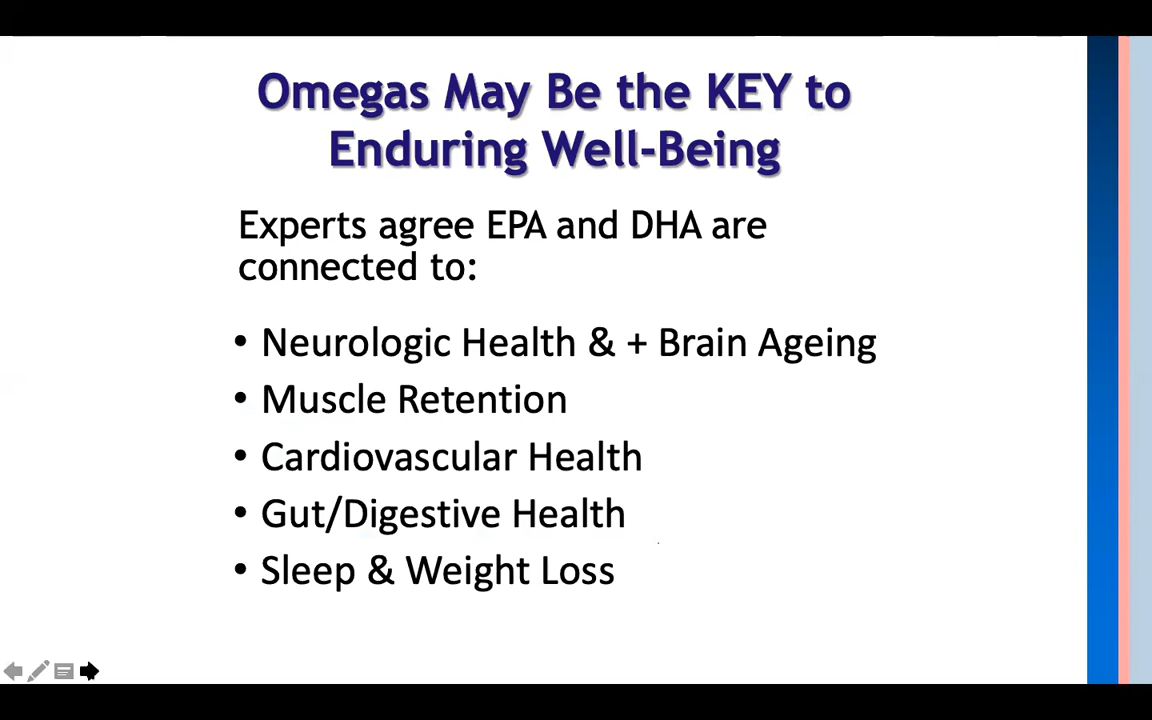 Omegas May Be the KEY to
Enduring Well-Being
Experts agree EPA and DHA are
connected to:
• Neurologic Health & + Brain Ageing
• Muscle Retention
• Cardiovascular Health
• Gut/Digestive Health
• Sleep & Weight Loss